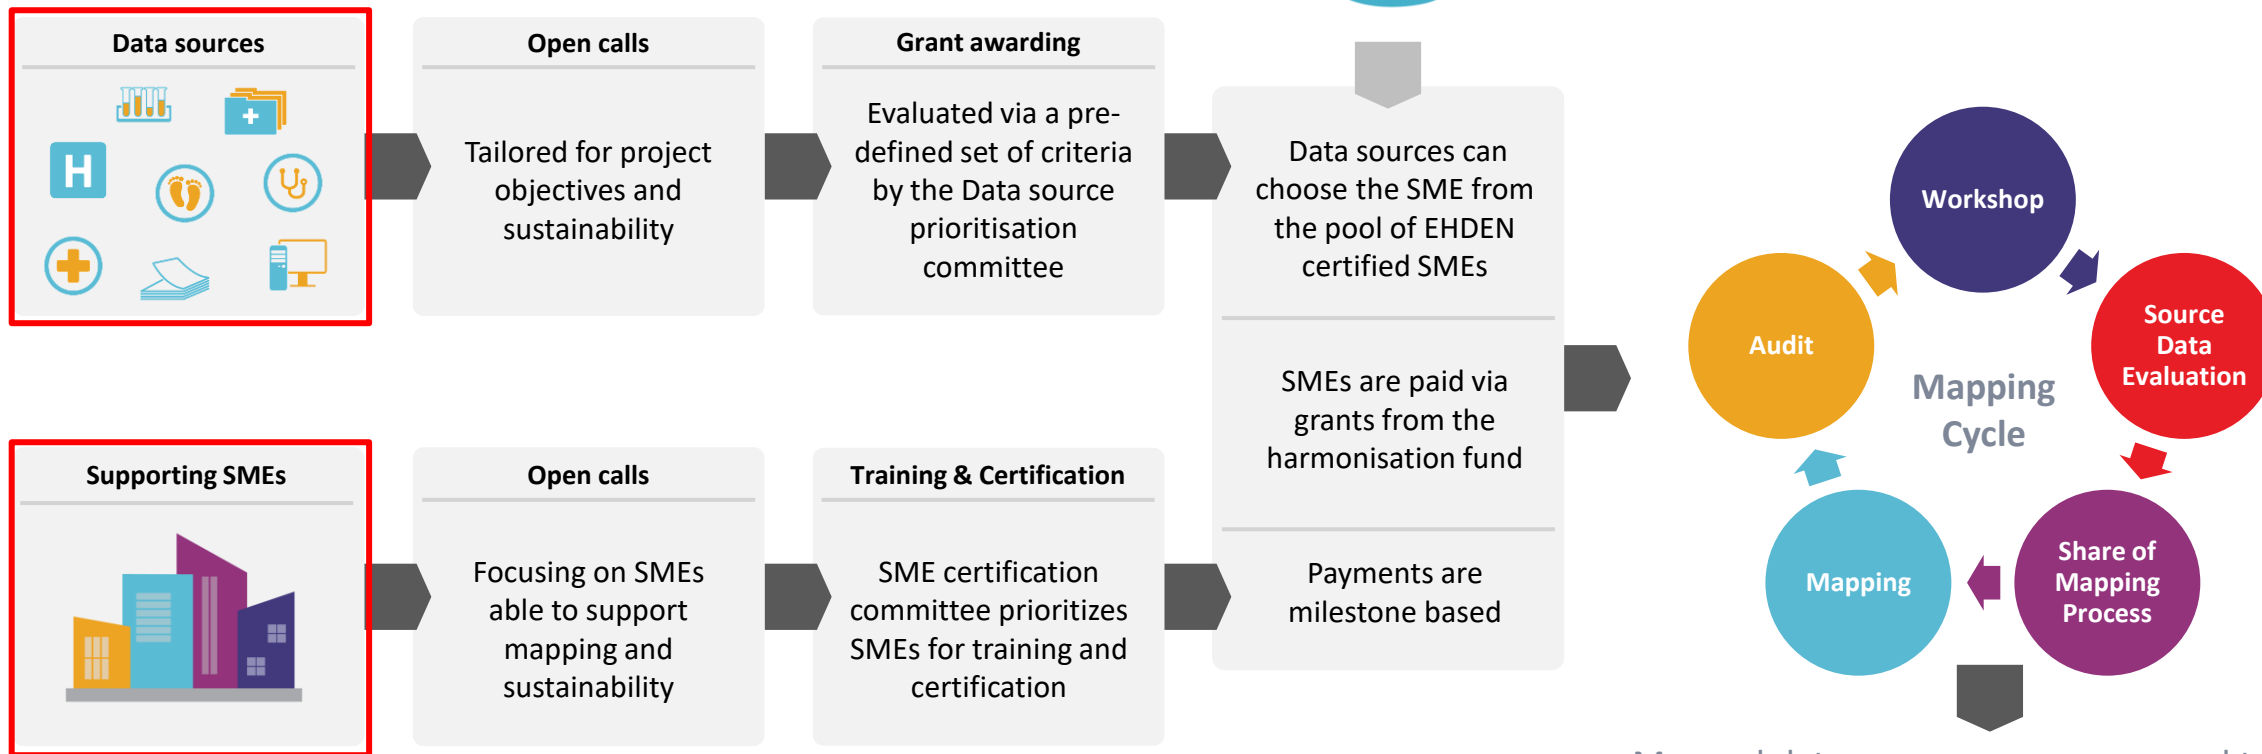 Data sources
H
Open calls
Tailored for project
objectives and
sustainability
Grant awarding
Evaluated via a pre-
defined set of criteria
by the Data source
prioritisation
committee
Supporting SMEs
Open calls
Focusing on SMEs
able to support
mapping and
sustainability
Training & Certification
SME certification
committee prioritizes
SMEs for training and
certification
Data sources can
choose the SME from
the pool of EHDEN
certified SMEs
SMEs are paid via
grants from the
harmonisation fund
Payments are
milestone based
Mapping
Cycle
Workshop
Source
Data
Evaluation
Share of
Mapping
Process
Mapping
Audit